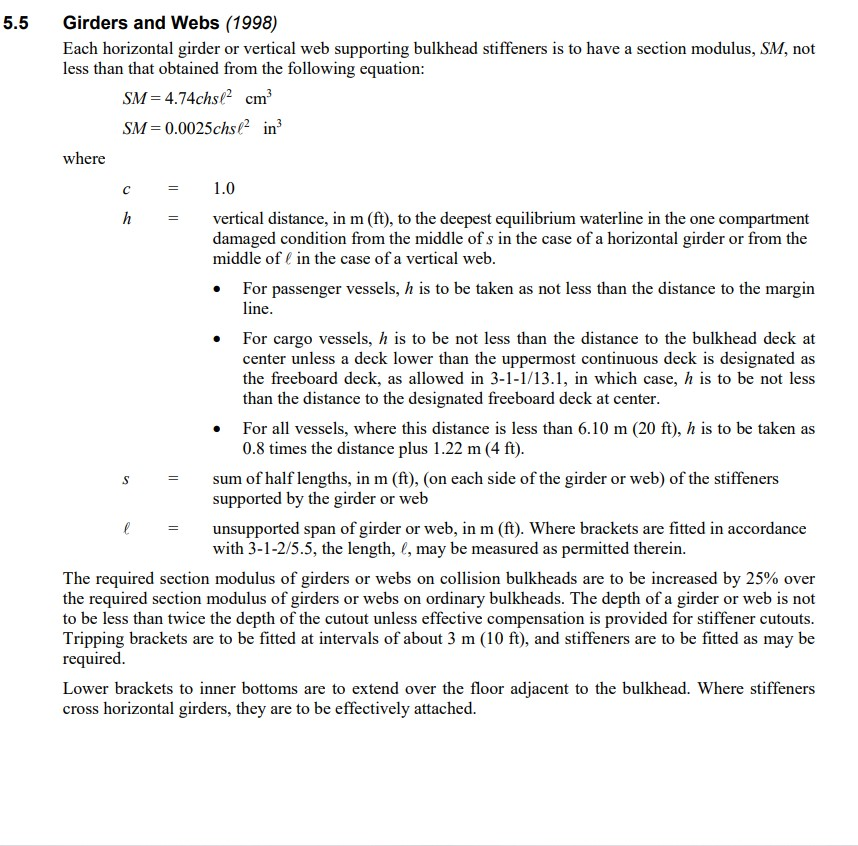 5.5 Girders and Webs (1998)
Each horizontal girder or vertical web supporting bulkhead stiffeners is to have a section modulus, SM, not
less than that obtained from the following equation:
SM = 4.74chsℓ² cm³
SM = 0.0025chsℓ² in³
where
c = 1.0
h = vertical distance, in m (ft), to the deepest equilibrium waterline in the one compartment
damaged condition from the middle of s in the case of a horizontal girder or from the
middle of ℓ in the case of a vertical web.
• For passenger vessels, h is to be taken as not less than the distance to the margin
line.
• For cargo vessels, h is to be not less than the distance to the bulkhead deck at
center unless a deck lower than the uppermost continuous deck is designated as
the freeboard deck, as allowed in 3-1-1/13.1, in which case, h is to be not less
than the distance to the designated freeboard deck at center.
• For all vessels, where this distance is less than 6.10 m (20 ft), h is to be taken as
0.8 times the distance plus 1.22 m (4 ft).
s = sum of half lengths, in m (ft), (on each side of the girder or web) of the stiffeners
supported by the girder or web
ℓ = unsupported span of girder or web, in m (ft). Where brackets are fitted in accordance
with 3-1-2/5.5, the length, ℓ, may be measured as permitted therein.
The required section modulus of girders or webs on collision bulkheads are to be increased by 25% over
the required section modulus of girders or webs on ordinary bulkheads. The depth of a girder or web is not
to be less than twice the depth of the cutout unless effective compensation is provided for stiffener cutouts.
Tripping brackets are to be fitted at intervals of about 3 m (10 ft), and stiffeners are to be fitted as may be
required.
Lower brackets to inner bottoms are to extend over the floor adjacent to the bulkhead. Where stiffeners
cross horizontal girders, they are to be effectively attached.